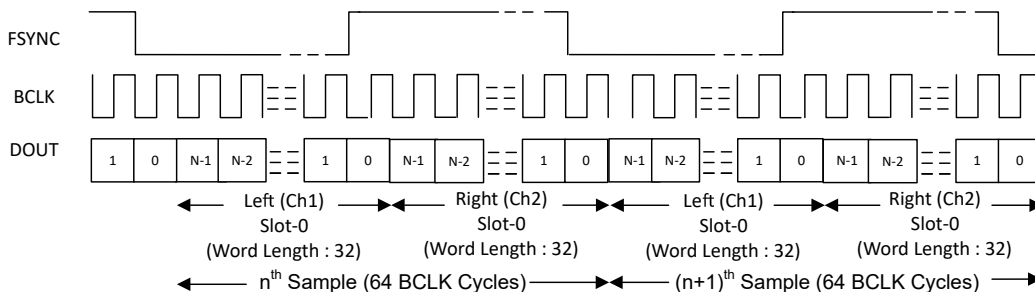 FSYNC
BCLK
DOUT
1 0 N-1 N-2 1 0 N-1 N-2 1 0 N-1 N-2 1 0 N-1 N-2 1 0
Left (Ch1) Right (Ch2) Left (Ch1) Right (Ch2)
Slot-0 Slot-0 Slot-0 Slot-0
(Word Length : 32) (Word Length : 32) (Word Length : 32) (Word Length : 32)
nth Sample (64 BCLK Cycles) (n+1)th Sample (64 BCLK Cycles)